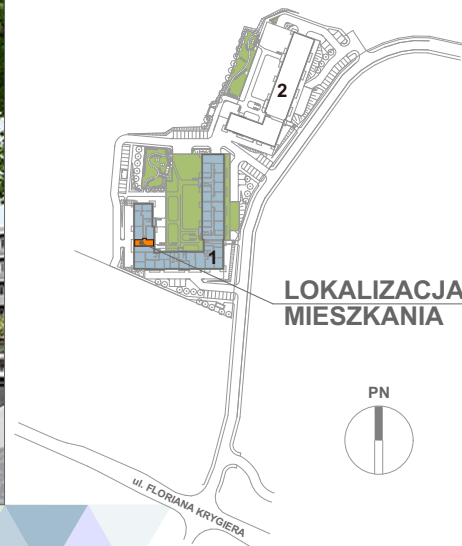 2
1
LOKALIZACJA
MIESZKANIA
PN
ul. FLORIANA KRYGIERA